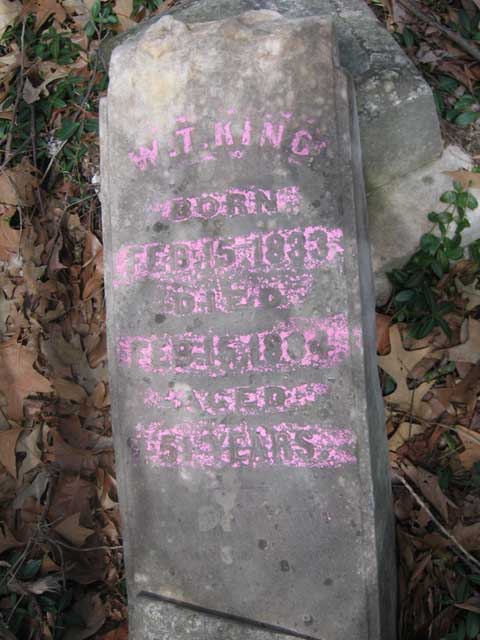 W. T. KING
BORN
FEB. 15, 1833
DIED
FEB. 15, 1884
AGED
51 YEARS.